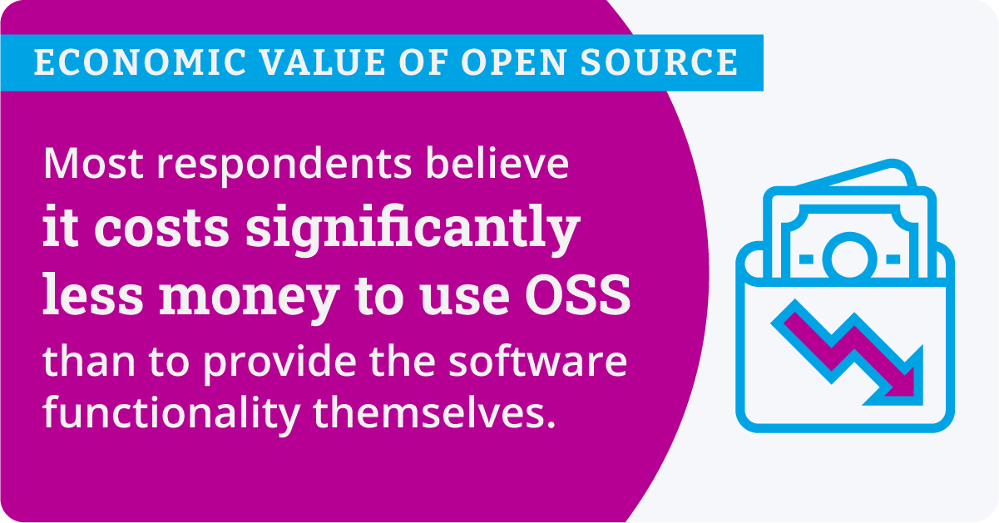 ECONOMIC VALUE OF OPEN SOURCE
Most respondents believe
it costs significantly
less money to use OSS
than to provide the software
functionality themselves.